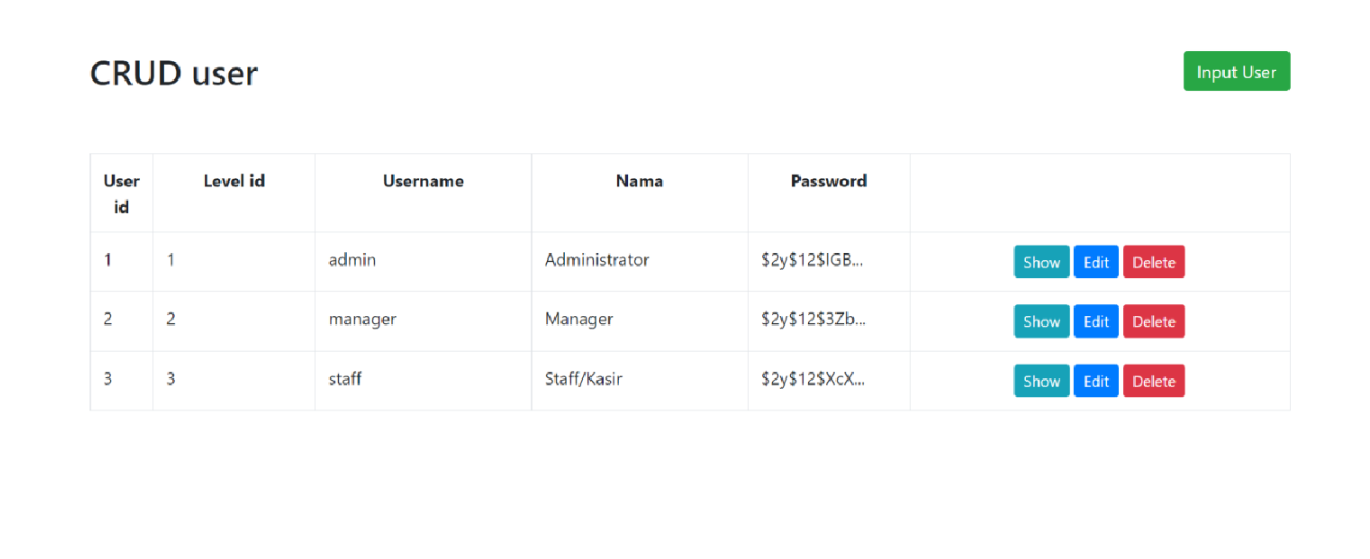 CRUD user
Input User
User id Level id Username Nama Password
1 1 admin Administrator $2y$12$IGB... Show Edit Delete
2 2 manager Manager $2y$12$3Zb... Show Edit Delete
3 3 staff Staff/Kasir $2y$12$XcX... Show Edit Delete